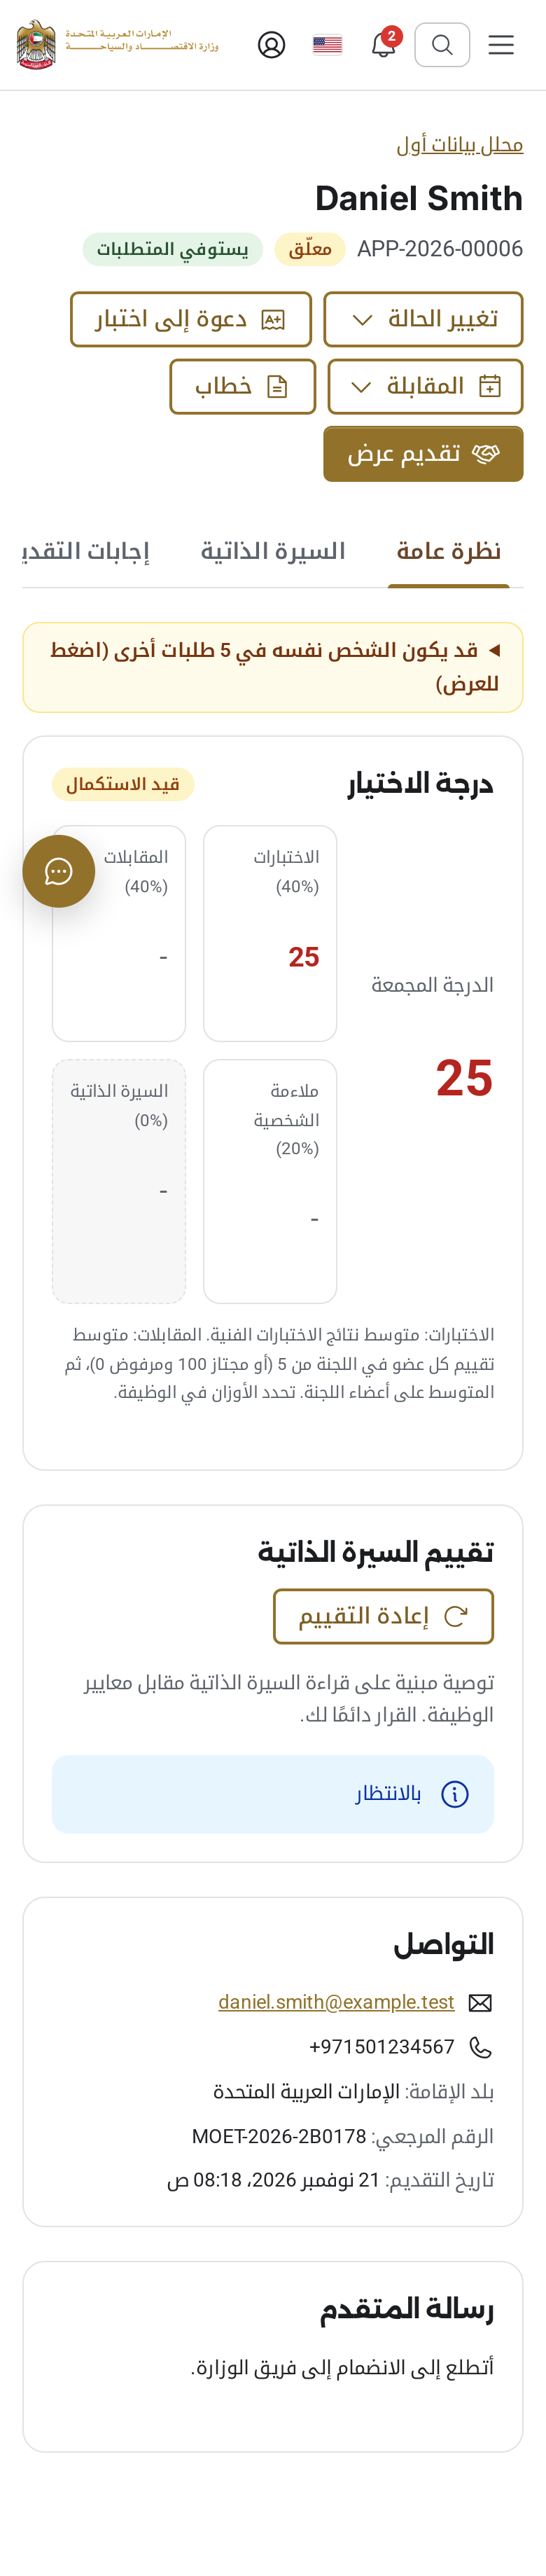 الإمارات العربية المتحدة
وزارة الاقتصاد والسياحة
2
محلل بيانات أول
Daniel Smith
APP-2026-00006 معلّق يستوفي المتطلبات
تغيير الحالة دعوة إلى اختبار
المقابلة خطاب
تقديم عرض
نظرة عامة السيرة الذاتية إجابات التقدي
◀ قد يكون الشخص نفسه في 5 طلبات أخرى (اضغط
للعرض)
درجة الاختيار قيد الاستكمال
الدرجة المجمعة
25
الاختبارات
(40%)
25
المقابلات
(40%)
-
ملاءمة
الشخصية
(20%)
-
السيرة الذاتية
(0%)
-
الاختبارات: متوسط نتائج الاختبارات الفنية. المقابلات: متوسط
تقييم كل عضو في اللجنة من 5 (أو مجتاز 100 ومرفوض 0)، ثم
المتوسط على أعضاء اللجنة. تحدد الأوزان في الوظيفة.
تقييم السيرة الذاتية
إعادة التقييم
توصية مبنية على قراءة السيرة الذاتية مقابل معايير
الوظيفة. القرار دائمًا لك.
بالانتظار
التواصل
daniel.smith@example.test
+971501234567
بلد الإقامة: الإمارات العربية المتحدة
الرقم المرجعي: MOET-2026-2B0178
تاريخ التقديم: 21 نوفمبر 2026، 08:18 ص
رسالة المتقدم
أتطلع إلى الانضمام إلى فريق الوزارة.